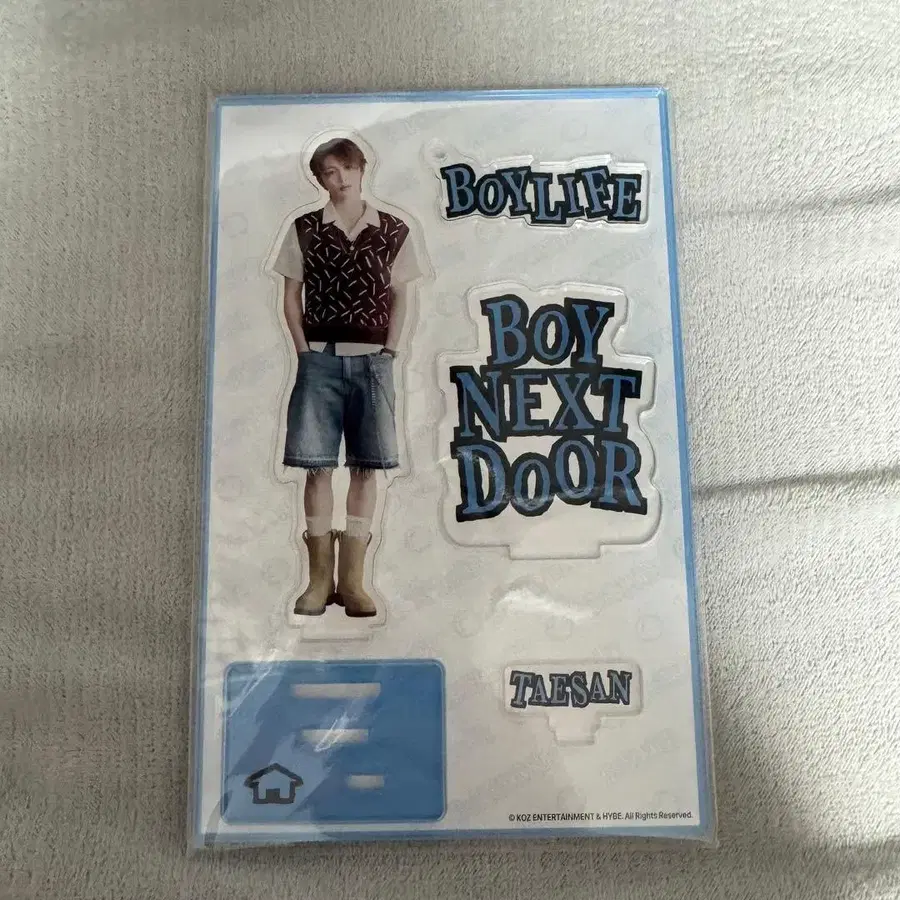 BOYLIFE
BOY
NEXT
DOOR
TAESAN
© KOZ ENTERTAINMENT & HYBE. All Rights Reserved.